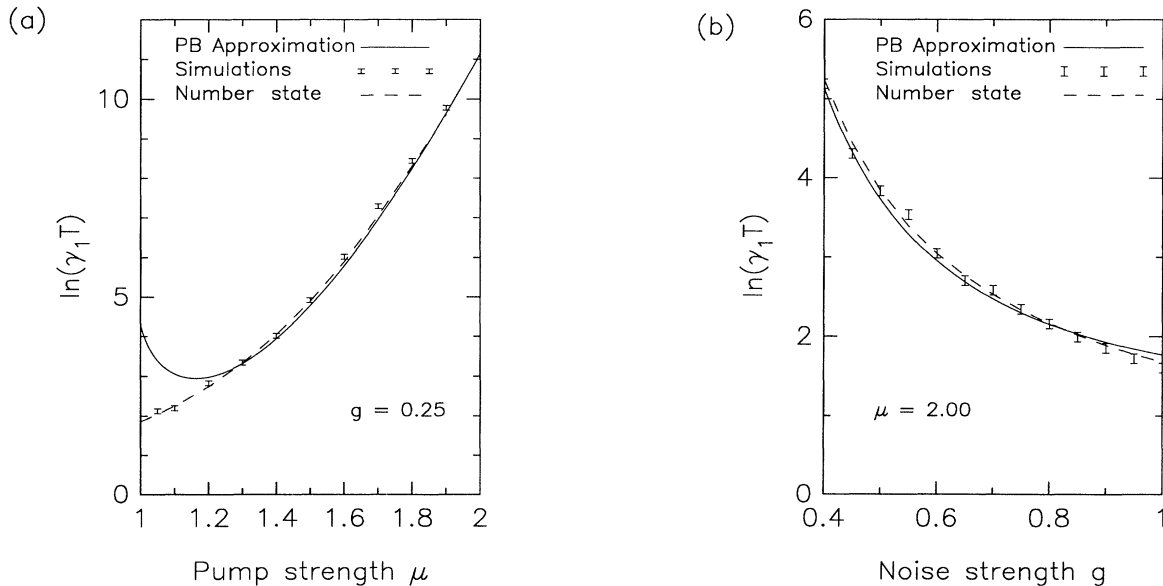 (a)
PB Approximation
Simulations
Number state
10
5
0
ln(γ₁T)
g = 0.25
1 1.2 1.4 1.6 1.8 2
Pump strength μ
(b)
PB Approximation
Simulations
Number state
6
4
2
0
ln(γ₁T)
μ = 2.00
0.4 0.6 0.8 1
Noise strength g